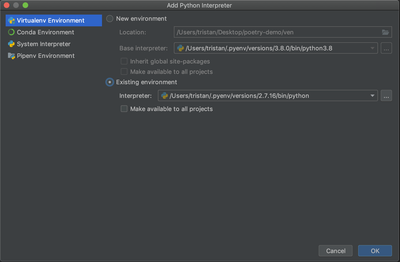 Add Python Interpreter
Virtualenv Environment
Conda Environment
System Interpreter
Pipenv Environment
New environment
Location: /Users/tristan/Desktop/poetry-demo/ven
Base interpreter: /Users/tristan/.pyenv/versions/3.8.0/bin/python3.8
Inherit global site-packages
Make available to all projects
Existing environment
Interpreter: /Users/tristan/.pyenv/versions/2.7.16/bin/python
...
Make available to all projects
Cancel
OK